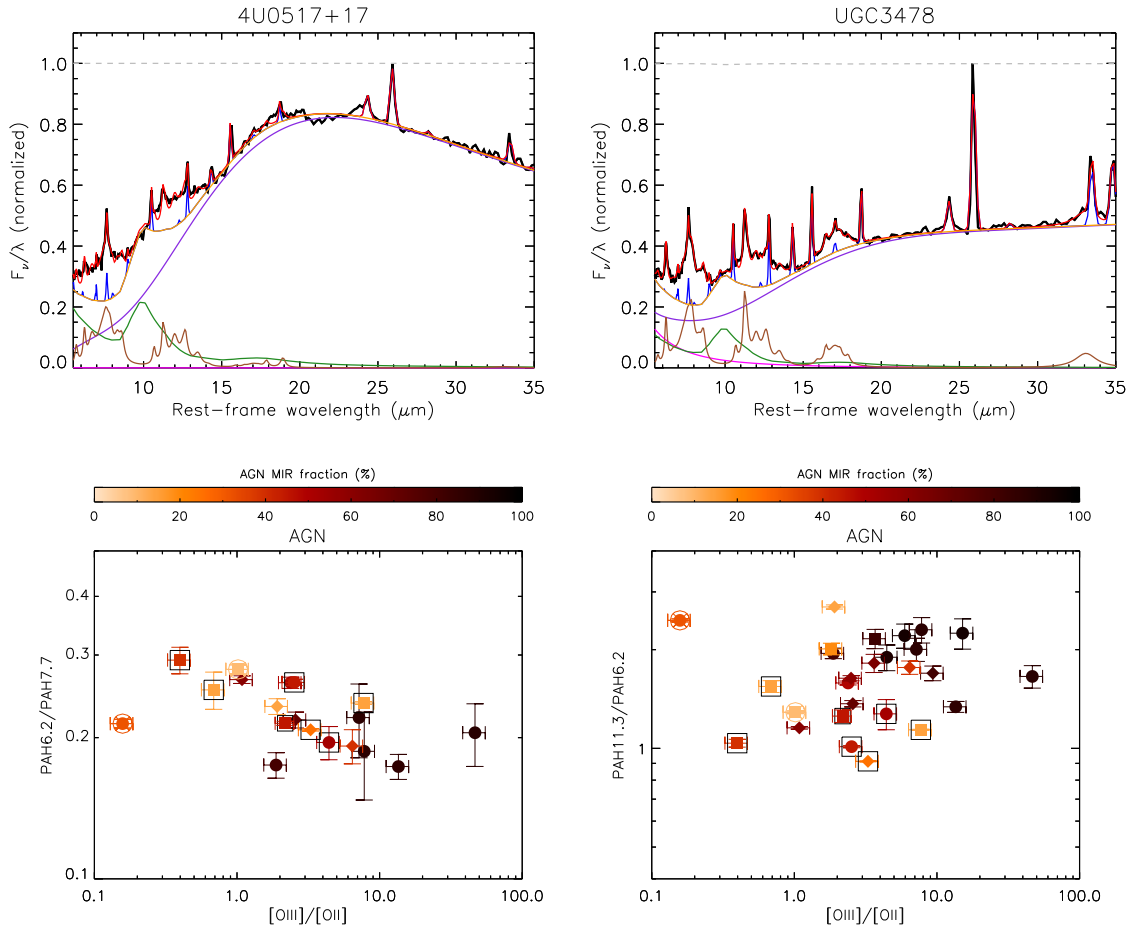 4U0517+17
UGC3478
1.0
0.8
0.6
0.4
0.2
0.0
F_ν/λ (normalized)
10 15 20 25 30 35
Rest−frame wavelength (μm)
1.0
0.8
0.6
0.4
0.2
0.0
F_ν/λ (normalized)
10 15 20 25 30 35
Rest−frame wavelength (μm)
AGN MIR fraction (%)
0 20 40 60 80 100
AGN
0.4
0.3
0.2
0.1
PAH6.2/PAH7.7
0.1 1.0 10.0 100.0
[OIII]/[OII]
AGN MIR fraction (%)
0 20 40 60 80 100
AGN
1
PAH11.3/PAH6.2
0.1 1.0 10.0 100.0
[OIII]/[OII]